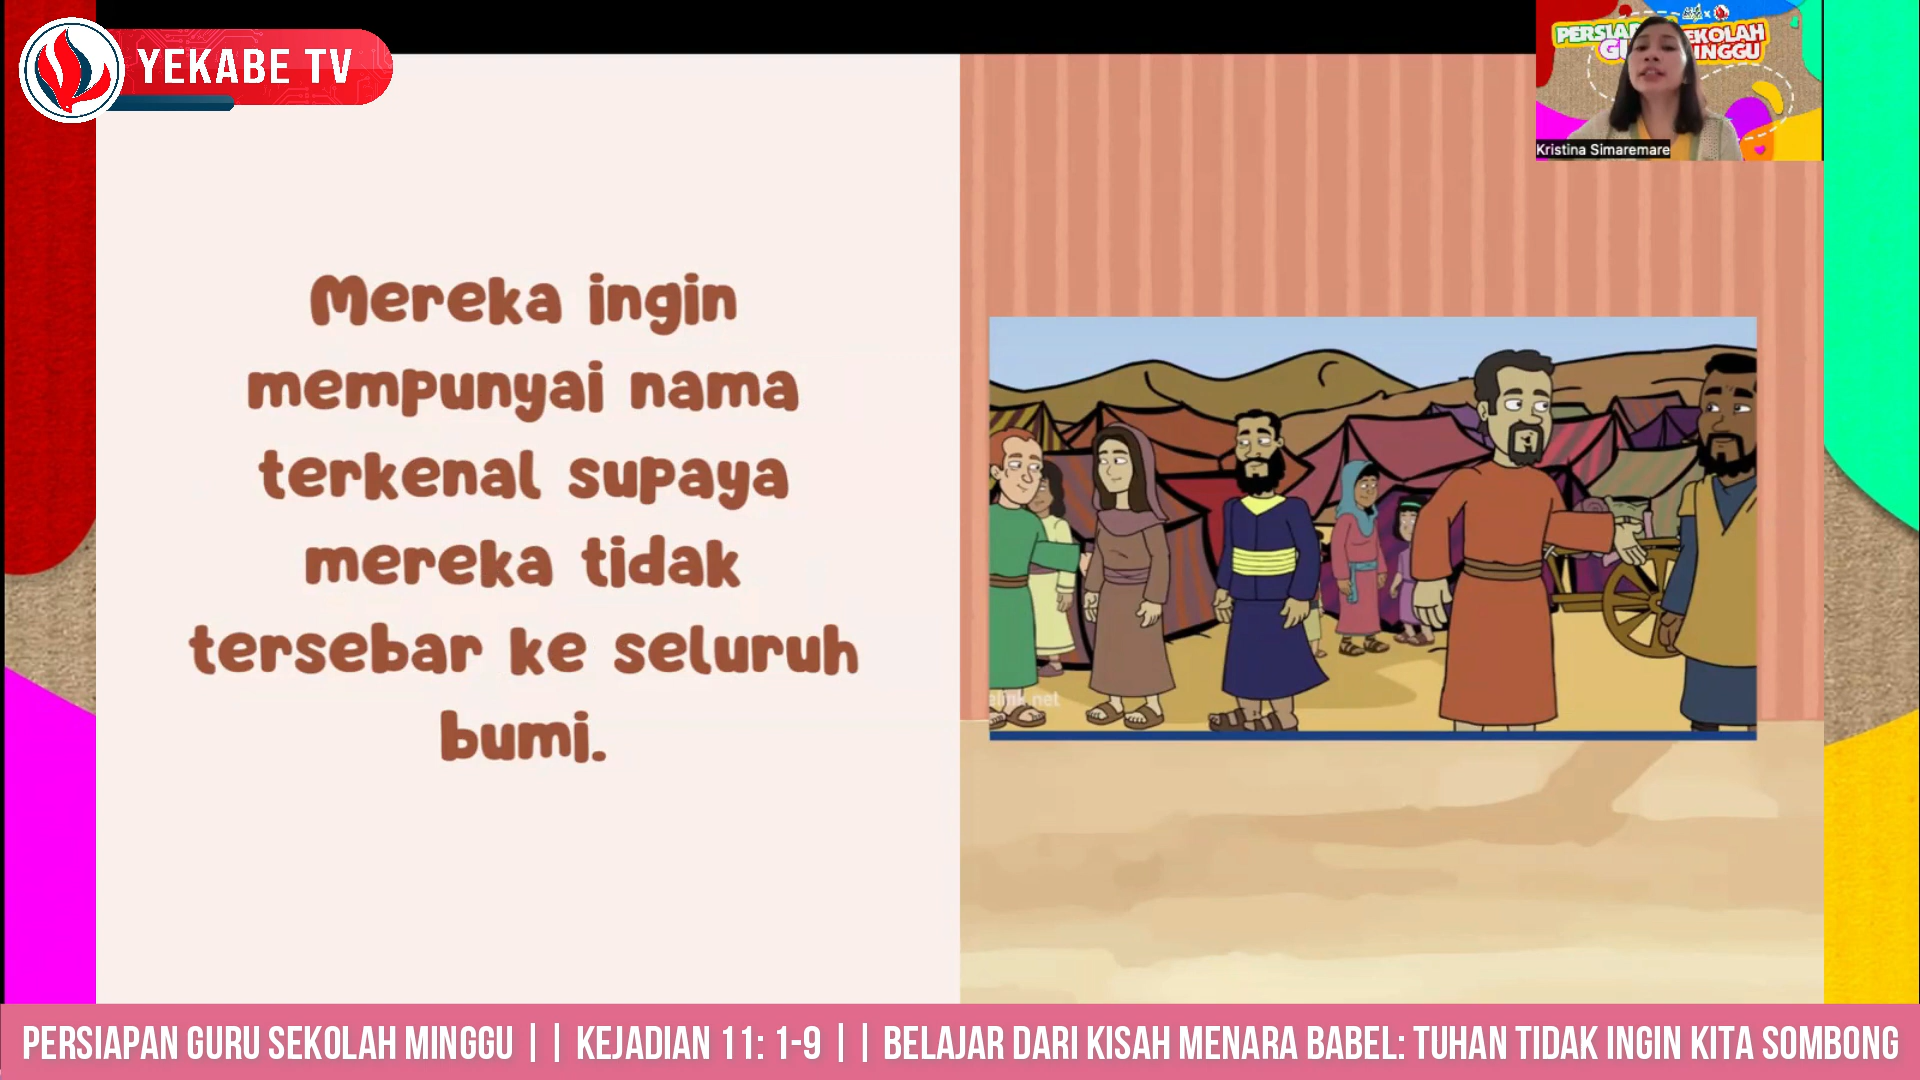 YEKABE TV
Kristina Simaremare
Mereka ingin
mempunyai nama
terkenal supaya
mereka tidak
tersebar ke seluruh
bumi.
PERSIAPAN GURU SEKOLAH MINGGU || KEJADIAN 11: 1-9 || BELAJAR DARI KISAH MENARA BABEL: TUHAN TIDAK INGIN KITA SOMBONG